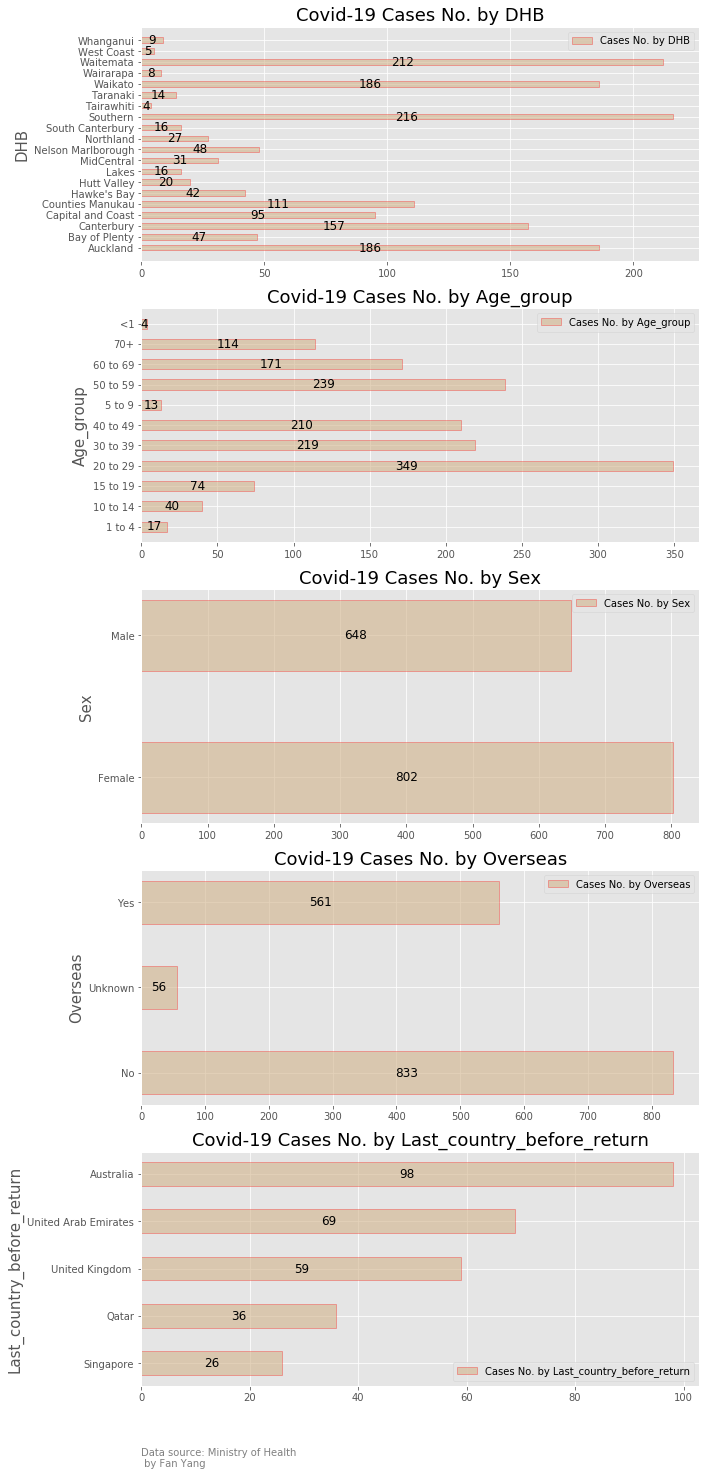 Covid-19 Cases No. by DHB
Cases No. by DHB
DHB
Whanganui 9
West Coast 5
Waitemata 212
Wairarapa 8
Waikato 186
Taranaki 14
Tairawhiti 4
Southern 216
South Canterbury 16
Northland 27
Nelson Marlborough 48
MidCentral 31
Lakes 16
Hutt Valley 20
Hawke's Bay 42
Counties Manukau 111
Capital and Coast 95
Canterbury 157
Bay of Plenty 47
Auckland 186
0 50 100 150 200
Covid-19 Cases No. by Age_group
Cases No. by Age_group
Age_group
<1 4
70+ 114
60 to 69 171
50 to 59 239
5 to 9 13
40 to 49 210
30 to 39 219
20 to 29 349
15 to 19 74
10 to 14 40
1 to 4 17
0 50 100 150 200 250 300 350
Covid-19 Cases No. by Sex
Cases No. by Sex
Sex
Male 648
Female 802
0 100 200 300 400 500 600 700 800
Covid-19 Cases No. by Overseas
Cases No. by Overseas
Overseas
Yes 561
Unknown 56
No 833
0 100 200 300 400 500 600 700 800
Covid-19 Cases No. by Last_country_before_return
Last_country_before_return
Australia 98
United Arab Emirates 69
United Kingdom 59
Qatar 36
Singapore 26
Cases No. by Last_country_before_return
0 20 40 60 80 100
Data source: Ministry of Health
by Fan Yang